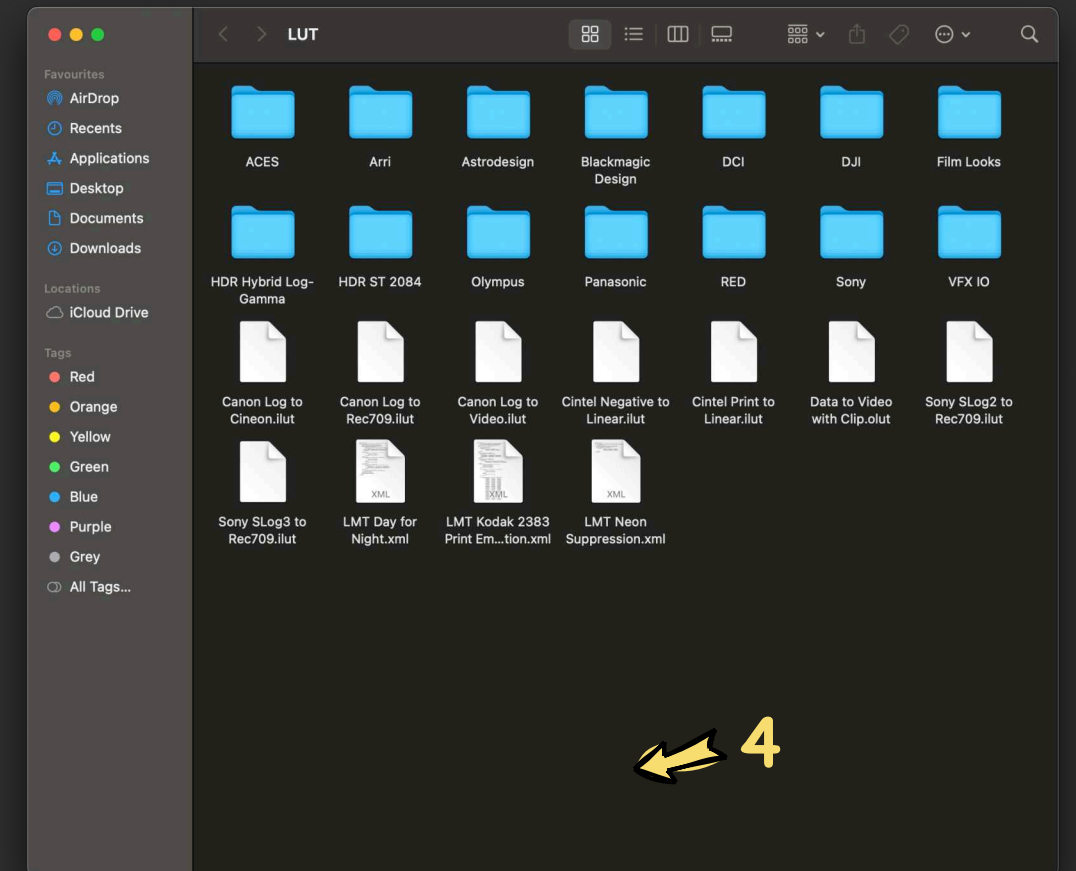 LUT
Favourites
AirDrop
Recents
Applications
Desktop
Documents
Downloads
Locations
iCloud Drive
Tags
Red
Orange
Yellow
Green
Blue
Purple
Grey
All Tags...
ACES
Arri
Astrodesign
Blackmagic
Design
DCI
DJI
Film Looks
HDR Hybrid Log-
Gamma
HDR ST 2084
Olympus
Panasonic
RED
Sony
VFX IO
Canon Log to
Cineon.ilut
Canon Log to
Rec709.ilut
Canon Log to
Video.ilut
Cintel Negative to
Linear.ilut
Cintel Print to
Linear.ilut
Data to Video
with Clip.olut
Sony SLog2 to
Rec709.ilut
Sony SLog3 to
Rec709.ilut
XML
LMT Day for
Night.xml
XML
LMT Kodak 2383
Print Em...tion.xml
XML
LMT Neon
Suppression.xml
4